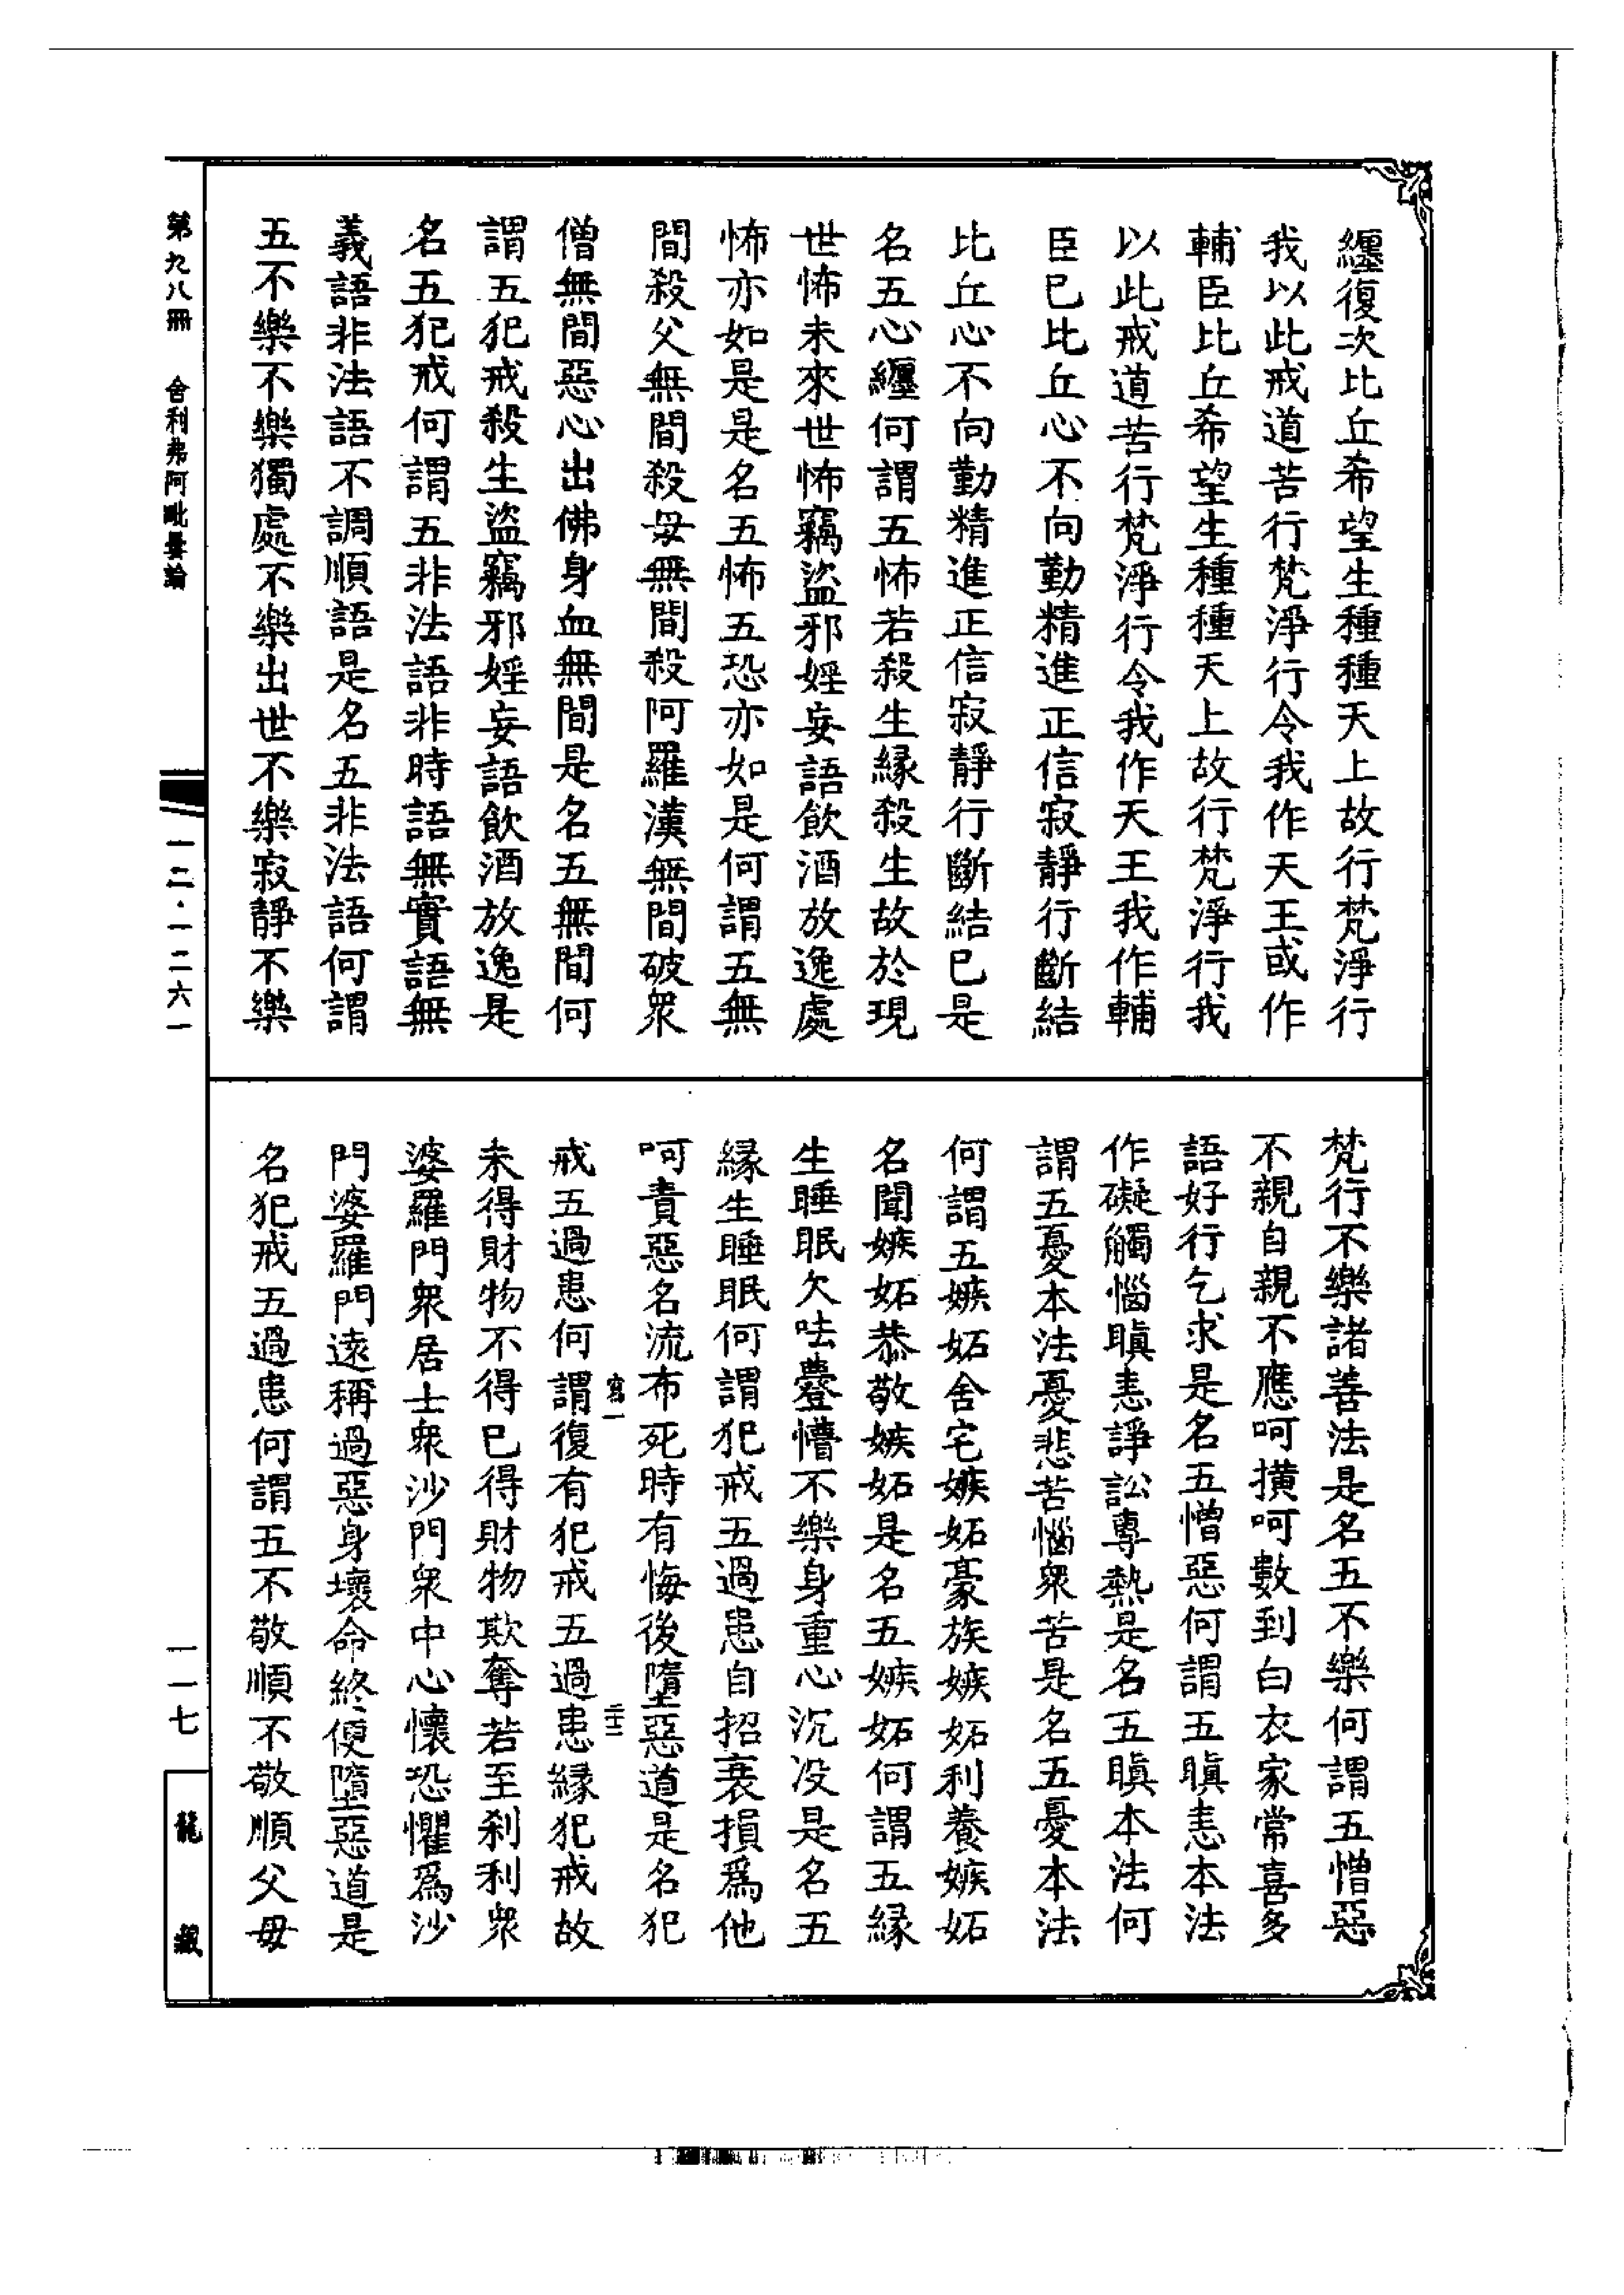 纏復次比丘希望生種種天上故行梵淨行
我以此戒道苦行梵淨行令我作天王或作
輔臣比丘希望生種種天上故行梵淨行我
以此戒道苦行梵淨行令我作天王我作輔
臣已比丘心不向勤精進正信寂靜行斷結
比丘心不向勤精進正信寂靜行斷結已是
名五心纏何謂五怖若殺生緣殺生故於現
世怖未來世怖竊盜邪婬妄語飲酒放逸處
怖亦如是是名五怖五恐亦如是何謂五無
間殺父無間殺母無間殺阿羅漢無間破眾
僧無間惡心出佛身血無間是名五無間何
謂五犯戒殺生盜竊邪婬妄語飲酒放逸是
名五犯戒何謂五非法語非時語無實語無
義語非法語不調順語是名五非法語何謂
五不樂不樂獨處不樂出世不樂寂靜不樂
梵行不樂諸善法是名五不樂何謂五憎惡
不親自親不應呵撗呵數到白衣家常喜多
語好行乞求是名五憎惡何謂五瞋恚本法
作礙觸惱瞋恚諍訟專熱是名五瞋本法何
謂五憂本法憂悲苦惱眾苦是名五憂本法
何謂五嫉妬舍宅嫉妬豪族嫉妬利養嫉妬
名聞嫉妬恭敬嫉妬是名五嫉妬何謂五緣
生睡眠欠呿㽅懵不樂身重心沉沒是名五
緣生睡眠何謂犯戒五過患自招衰損為他
呵責惡名流布死時有悔後墮惡道是名犯
戒五過患何謂復有犯戒五過患緣犯戒故
未得財物不得已得財物欺奪若至剎利眾
婆羅門眾居士眾沙門眾中心懷恐懼為沙
門婆羅門遠稱過惡身壞命終便墮惡道是
名犯戒五過患何謂五不敬順不敬順父母
第九八冊 舍利弗阿毗曇論
一二·一二六一
一一七
龍藏